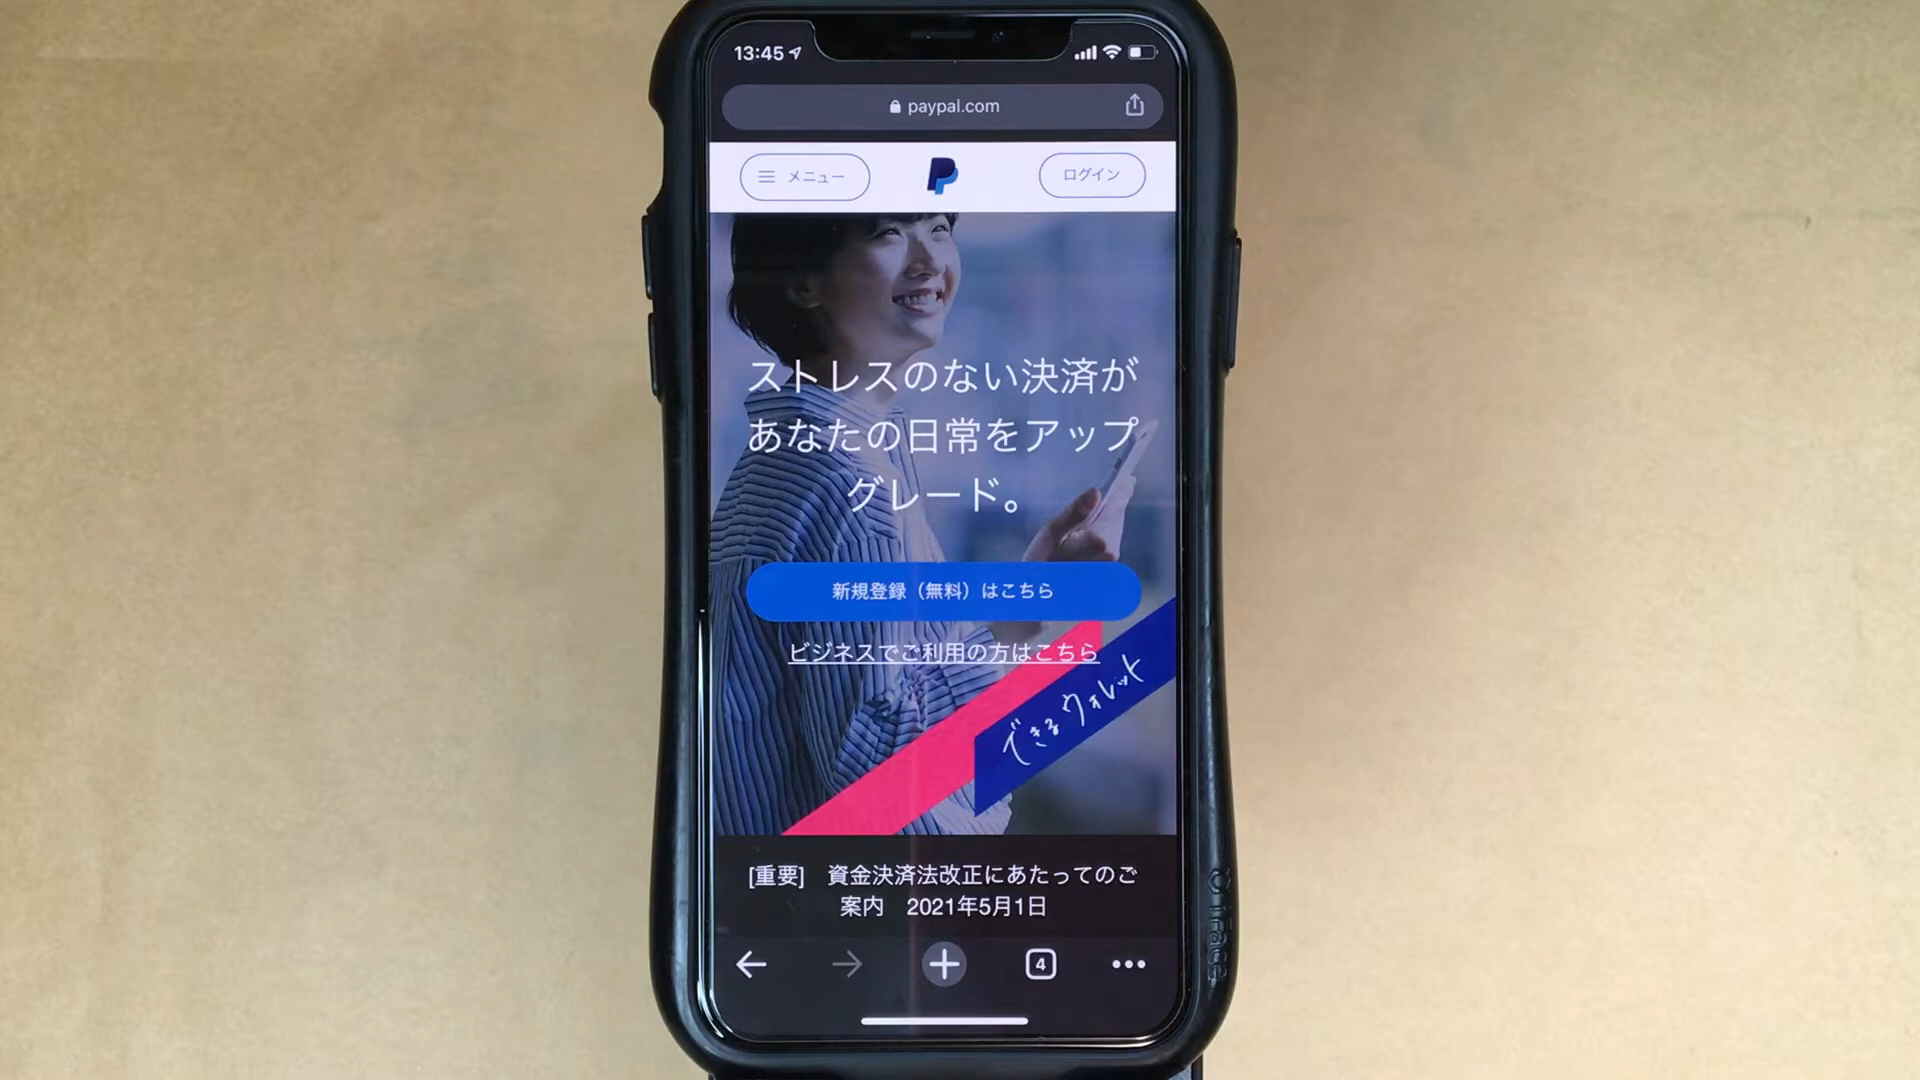 13:45
paypal.com
メニュー
ログイン
ストレスのない決済が
あなたの日常をアップ
グレード。
新規登録（無料）はこちら
ビジネスでご利用の方はこちら
できるウォレット
[重要]　資金決済法改正にあたってのご
案内　2021年5月1日
4
iFace